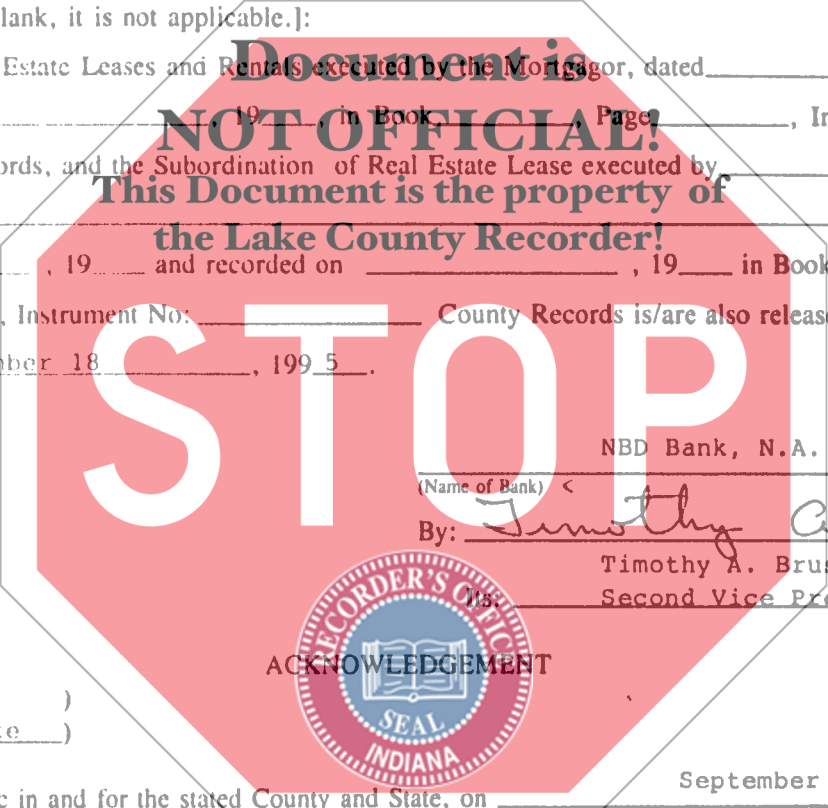 lank, it is not applicable.]:
Document is
Estate Leases and Rentals executed by the Mortgagor, dated
NOT OFFICIAL!
, 19 , in Book , Page , In
ords, and the Subordination of Real Estate Lease executed by
This Document is the property of
the Lake County Recorder!
, 19 and recorded on , 19 in Book
, Instrument No: County Records is/are also release
STOP
ber 18 , 199 5 .
NBD Bank, N.A.
(Name of Bank)
By: Timothy
Timothy A. Brus
Its: Second Vice Pre
RECORDER'S OFFICE
SEAL
INDIANA
ACKNOWLEDGEMENT
)
)
c in and for the stated County and State, on September